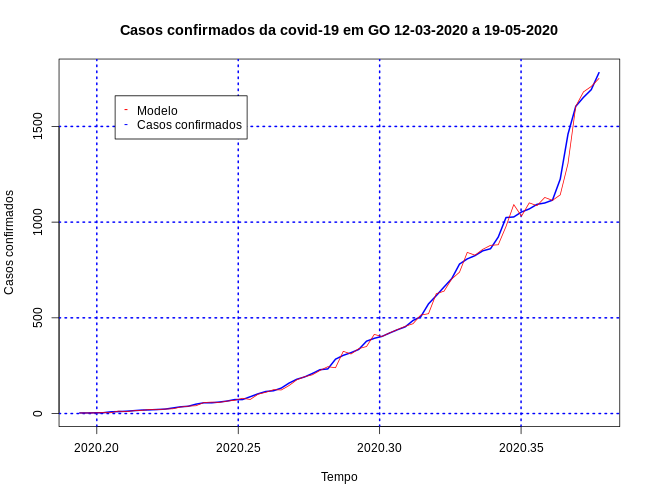 Casos confirmados da covid-19 em GO 12-03-2020 a 19-05-2020
Modelo
Casos confirmados
Casos confirmados
1500
1000
500
0
2020.20 2020.25 2020.30 2020.35
Tempo